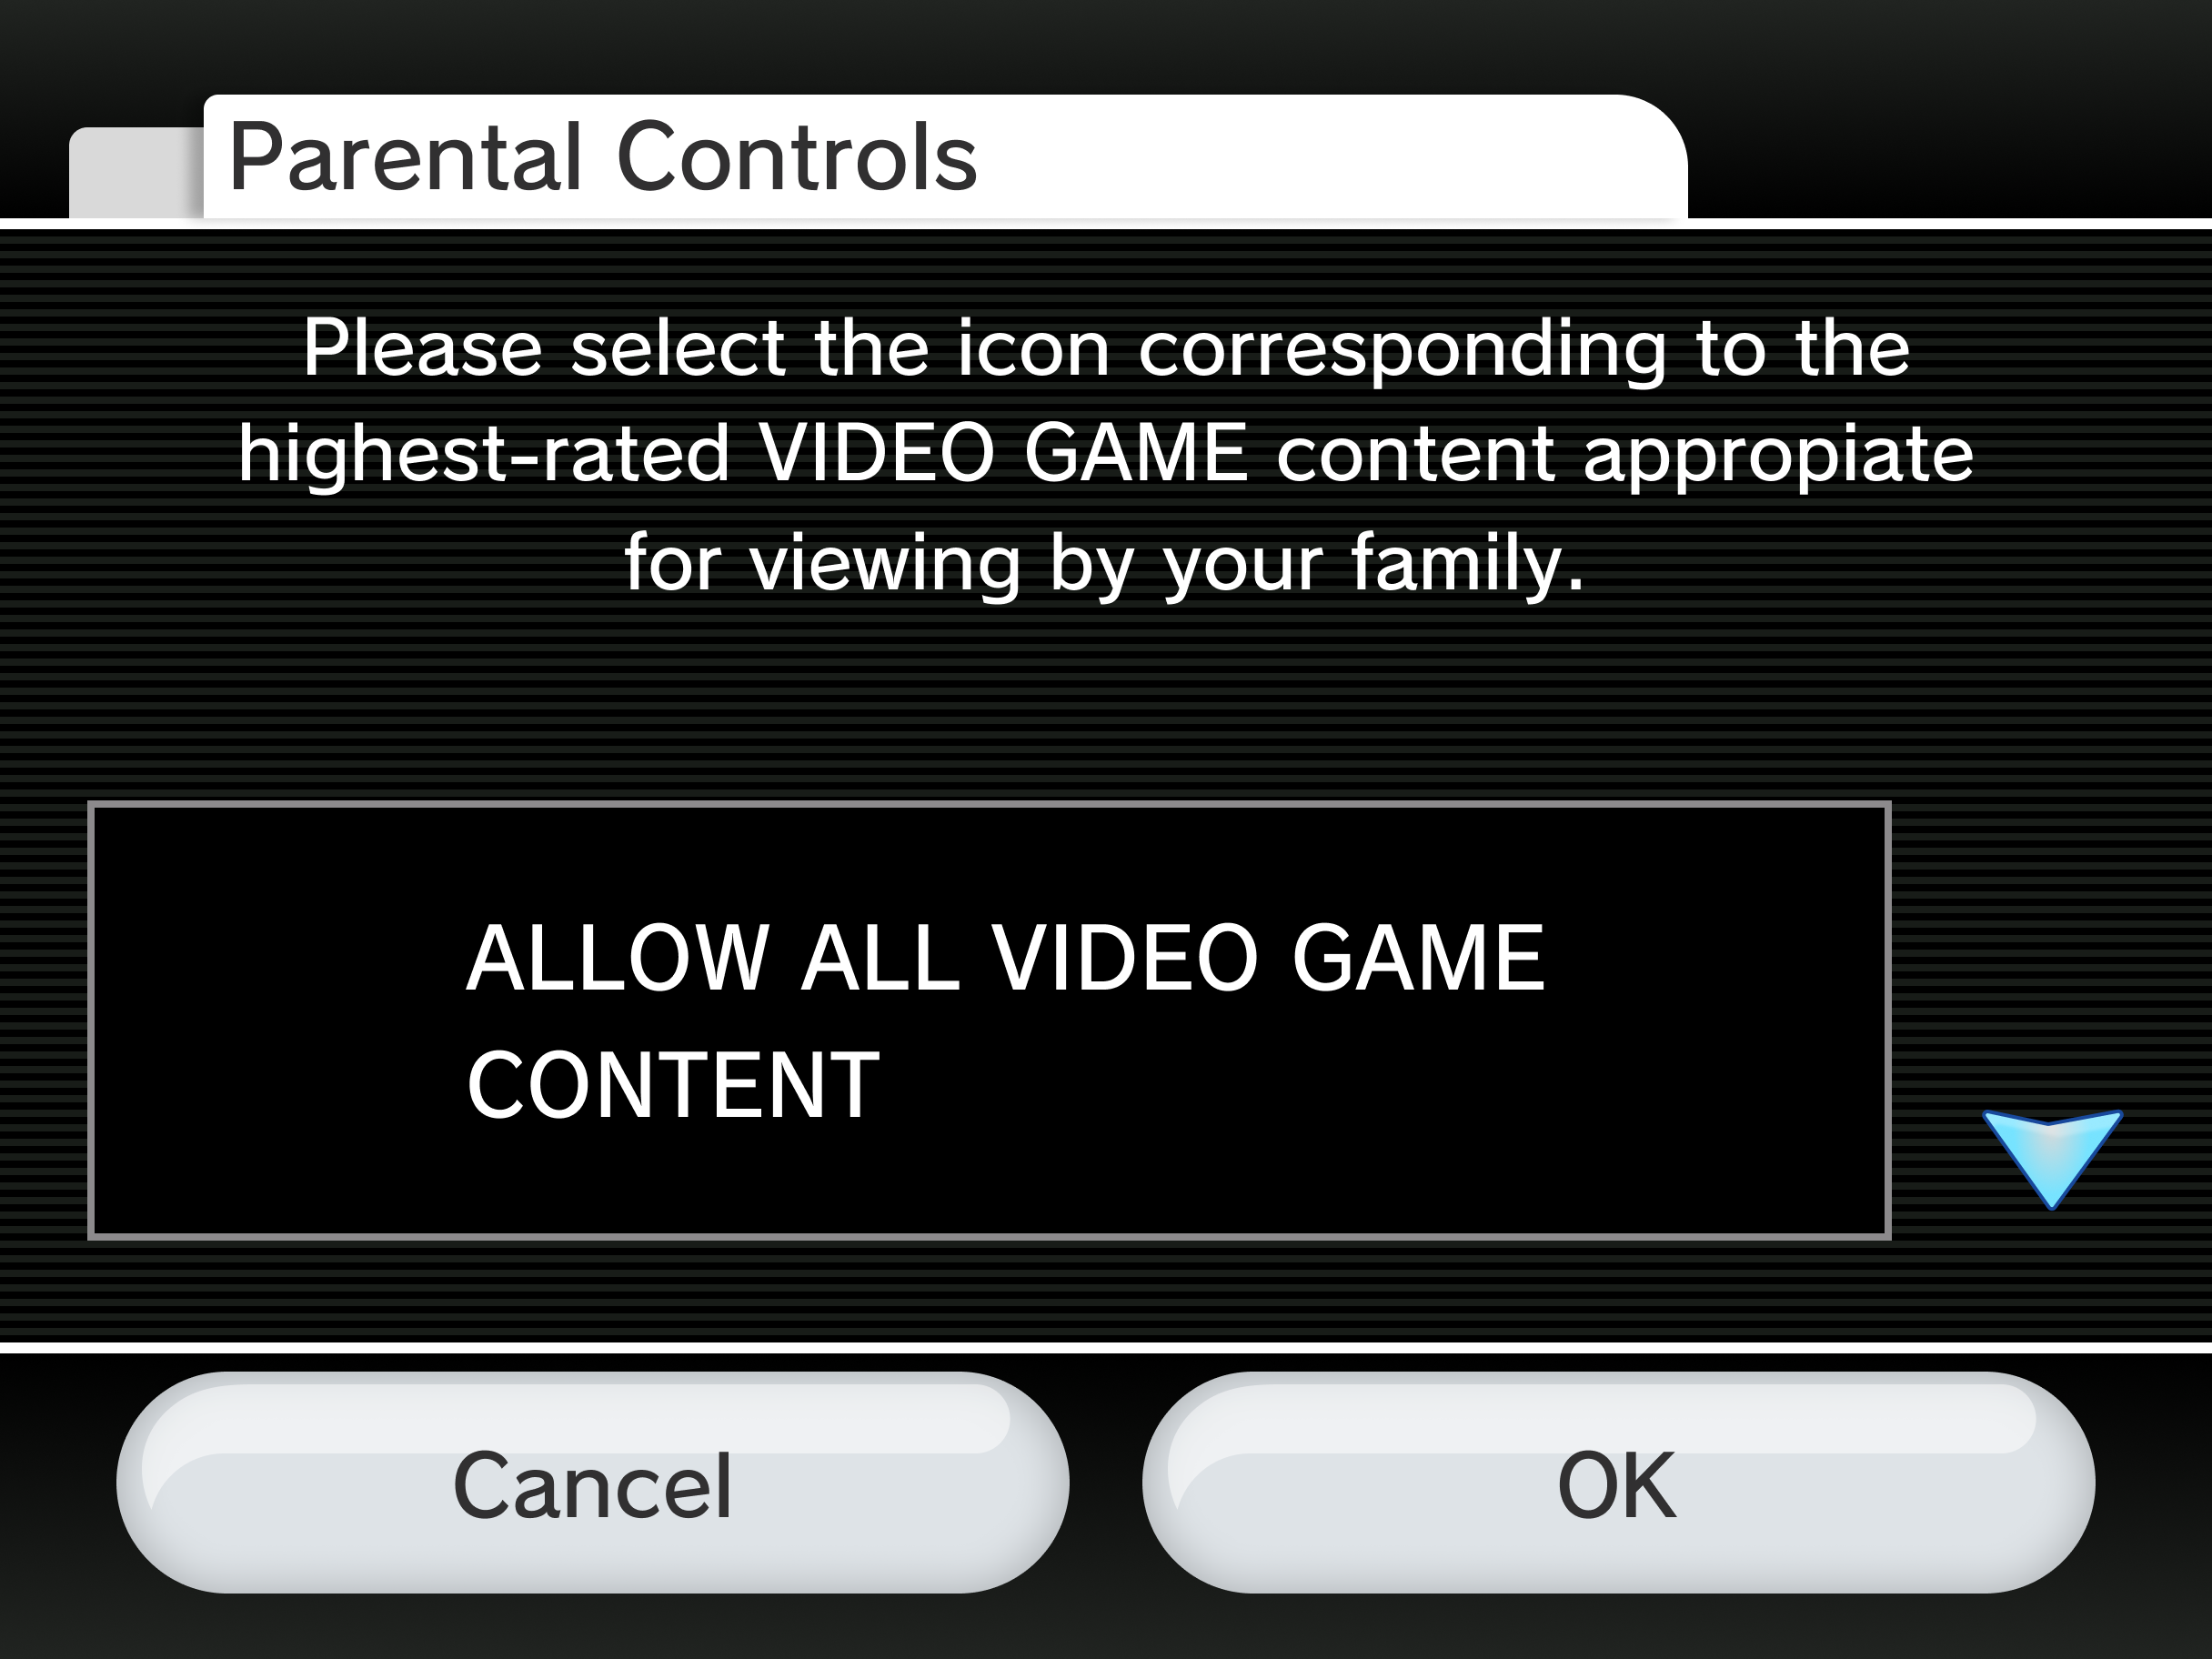 Parental Controls
Please select the icon corresponding to the
highest-rated VIDEO GAME content appropiate
for viewing by your family.
ALLOW ALL VIDEO GAME
CONTENT
Cancel
OK